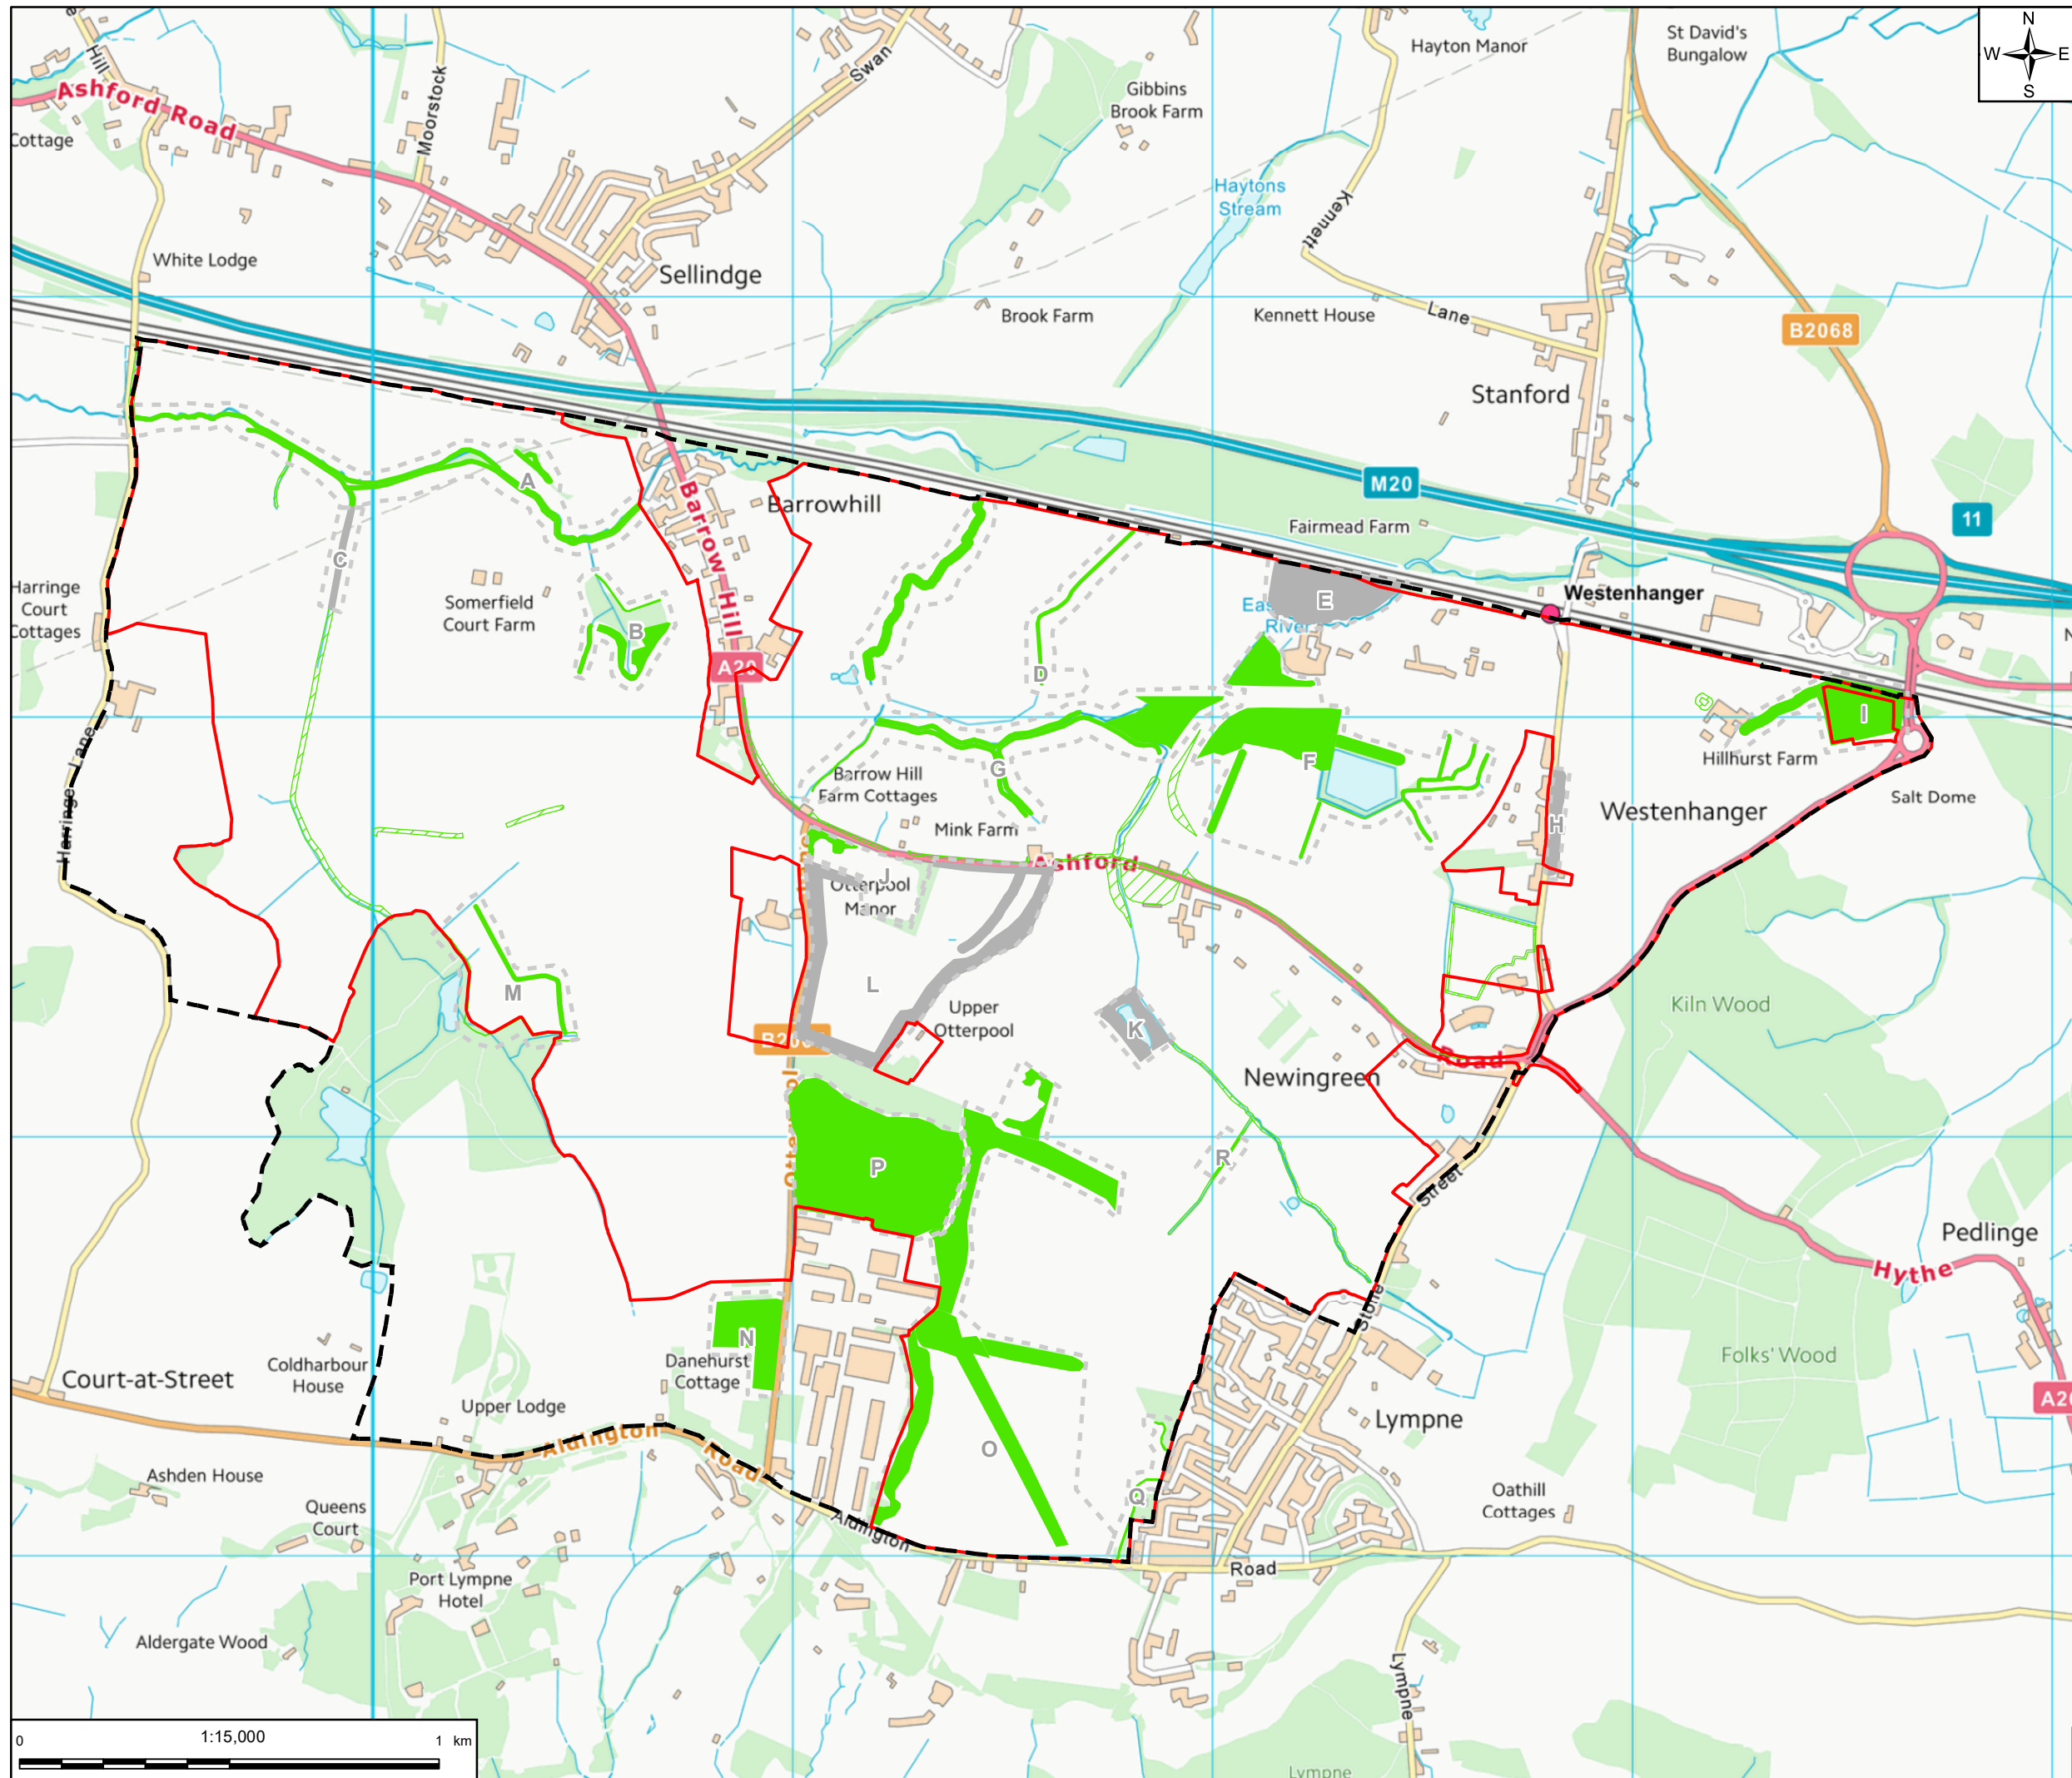 N
W E
S
Hill
Ashford Road
Cottage
Moorstock
Swan
Gibbins
Brook Farm
Hayton Manor
St David's
Bungalow
Haytons
Stream
Kennett
Lane
White Lodge
Sellindge
Brook Farm
Kennett House
B2068
Stanford
M20
11
Barrowhill
Barrow Hill
Fairmead Farm
Westenhanger
Harringe
Court
Cottages
Somerfield
Court Farm
A
B
C
D
E
East
River
A20
Harringe Lane
Barrow Hill
Farm Cottages
Mink Farm
G
F
H
I
Hillhurst Farm
Salt Dome
Westenhanger
Ashford
J
Otterpool
Manor
L
M
Upper
Otterpool
K
Kiln Wood
Newingreen
Road
P
R
Street
Pedlinge
Hythe
Stone
N
Danehurst
Cottage
Court-at-Street
Coldharbour
House
Upper Lodge
Folks' Wood
Lympne
O
Q
Aldington
Road
Ashden House
Queens
Court
Aldington
Oathill
Cottages
Road
Port Lympne
Hotel
Aldergate Wood
Lympne
Lympne
0 1:15,000 1 km